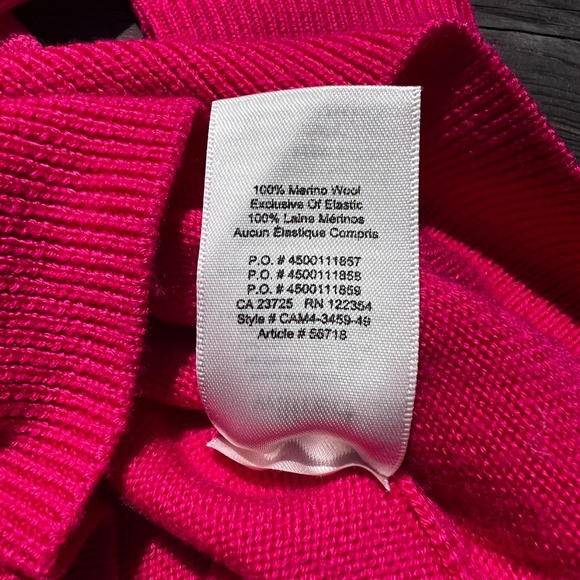 100% Merino Wool
Exclusive Of Elastic
100% Laine Mérinos
Aucun Élastique Compris
P.O. # 4500111857
P.O. # 4500111858
P.O. # 4500111859
CA 23725 RN 122354
Style # CAM4-3459-49
Article # 56718